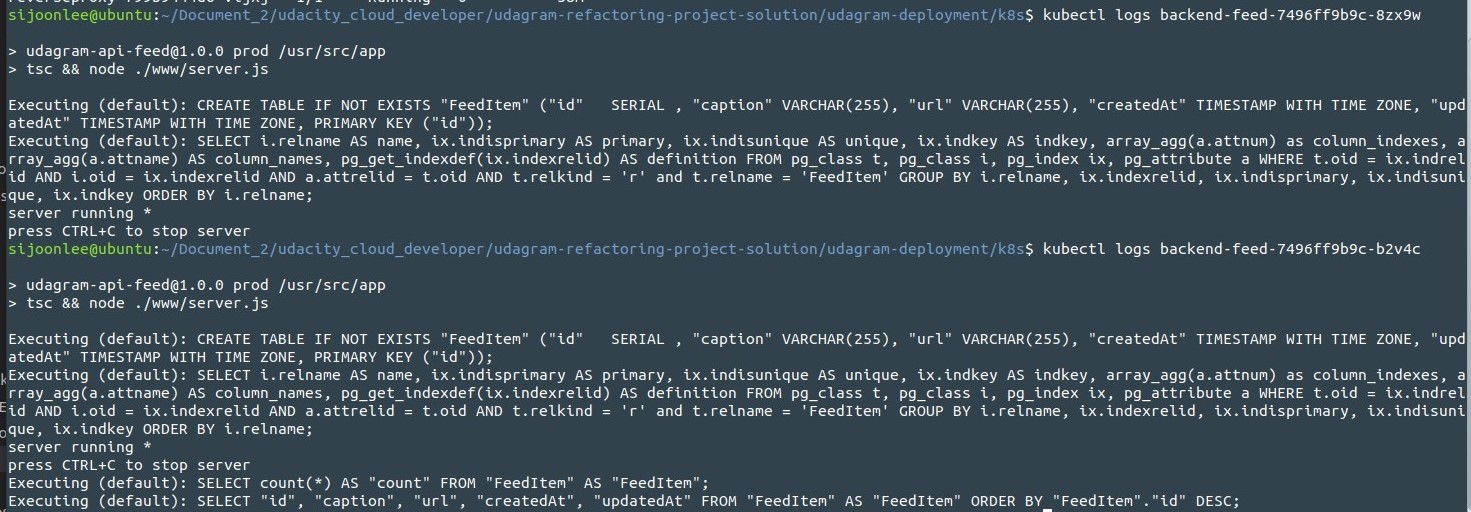 sijoonlee@ubuntu:~/Document_2/udacity_cloud_developer/udagram-refactoring-project-solution/udagram-deployment/k8s$ kubectl logs backend-feed-7496ff9b9c-8zx9w
> udagram-api-feed@1.0.0 prod /usr/src/app
> tsc && node ./www/server.js
Executing (default): CREATE TABLE IF NOT EXISTS "FeedItem" ("id"   SERIAL , "caption" VARCHAR(255), "url" VARCHAR(255), "createdAt" TIMESTAMP WITH TIME ZONE, "upd
atedAt" TIMESTAMP WITH TIME ZONE, PRIMARY KEY ("id"));
Executing (default): SELECT i.relname AS name, ix.indisprimary AS primary, ix.indisunique AS unique, ix.indkey AS indkey, array_agg(a.attnum) as column_indexes, a
rray_agg(a.attname) AS column_names, pg_get_indexdef(ix.indexrelid) AS definition FROM pg_class t, pg_class i, pg_index ix, pg_attribute a WHERE t.oid = ix.indrel
id AND i.oid = ix.indexrelid AND a.attrelid = t.oid AND t.relkind = 'r' and t.relname = 'FeedItem' GROUP BY i.relname, ix.indexrelid, ix.indisprimary, ix.indisuni
que, ix.indkey ORDER BY i.relname;
server running *
press CTRL+C to stop server
sijoonlee@ubuntu:~/Document_2/udacity_cloud_developer/udagram-refactoring-project-solution/udagram-deployment/k8s$ kubectl logs backend-feed-7496ff9b9c-b2v4c
> udagram-api-feed@1.0.0 prod /usr/src/app
> tsc && node ./www/server.js
Executing (default): CREATE TABLE IF NOT EXISTS "FeedItem" ("id"   SERIAL , "caption" VARCHAR(255), "url" VARCHAR(255), "createdAt" TIMESTAMP WITH TIME ZONE, "upd
atedAt" TIMESTAMP WITH TIME ZONE, PRIMARY KEY ("id"));
Executing (default): SELECT i.relname AS name, ix.indisprimary AS primary, ix.indisunique AS unique, ix.indkey AS indkey, array_agg(a.attnum) as column_indexes, a
rray_agg(a.attname) AS column_names, pg_get_indexdef(ix.indexrelid) AS definition FROM pg_class t, pg_class i, pg_index ix, pg_attribute a WHERE t.oid = ix.indrel
id AND i.oid = ix.indexrelid AND a.attrelid = t.oid AND t.relkind = 'r' and t.relname = 'FeedItem' GROUP BY i.relname, ix.indexrelid, ix.indisprimary, ix.indisuni
que, ix.indkey ORDER BY i.relname;
server running *
press CTRL+C to stop server
Executing (default): SELECT count(*) AS "count" FROM "FeedItem" AS "FeedItem";
Executing (default): SELECT "id", "caption", "url", "createdAt", "updatedAt" FROM "FeedItem" AS "FeedItem" ORDER BY "FeedItem"."id" DESC;